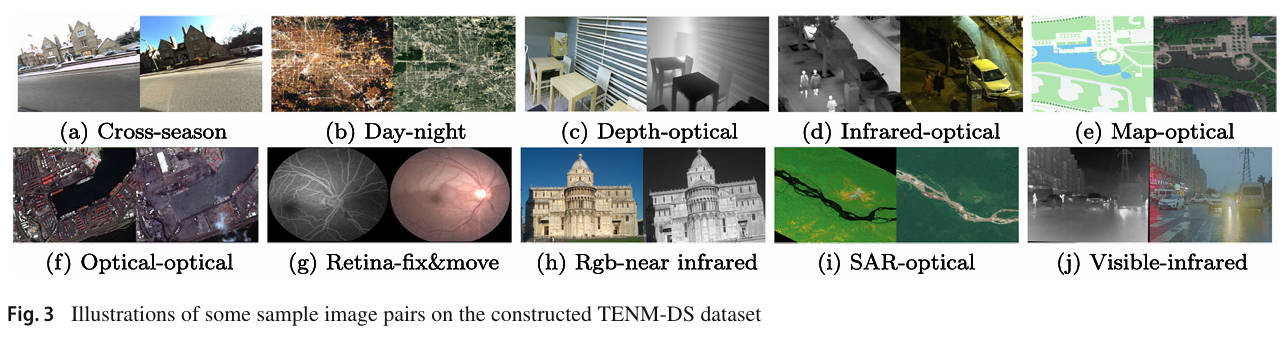 (a) Cross-season (b) Day-night (c) Depth-optical (d) Infrared-optical (e) Map-optical
(f) Optical-optical (g) Retina-fix&move (h) Rgb-near infrared (i) SAR-optical (j) Visible-infrared
Fig. 3 Illustrations of some sample image pairs on the constructed TENM-DS dataset